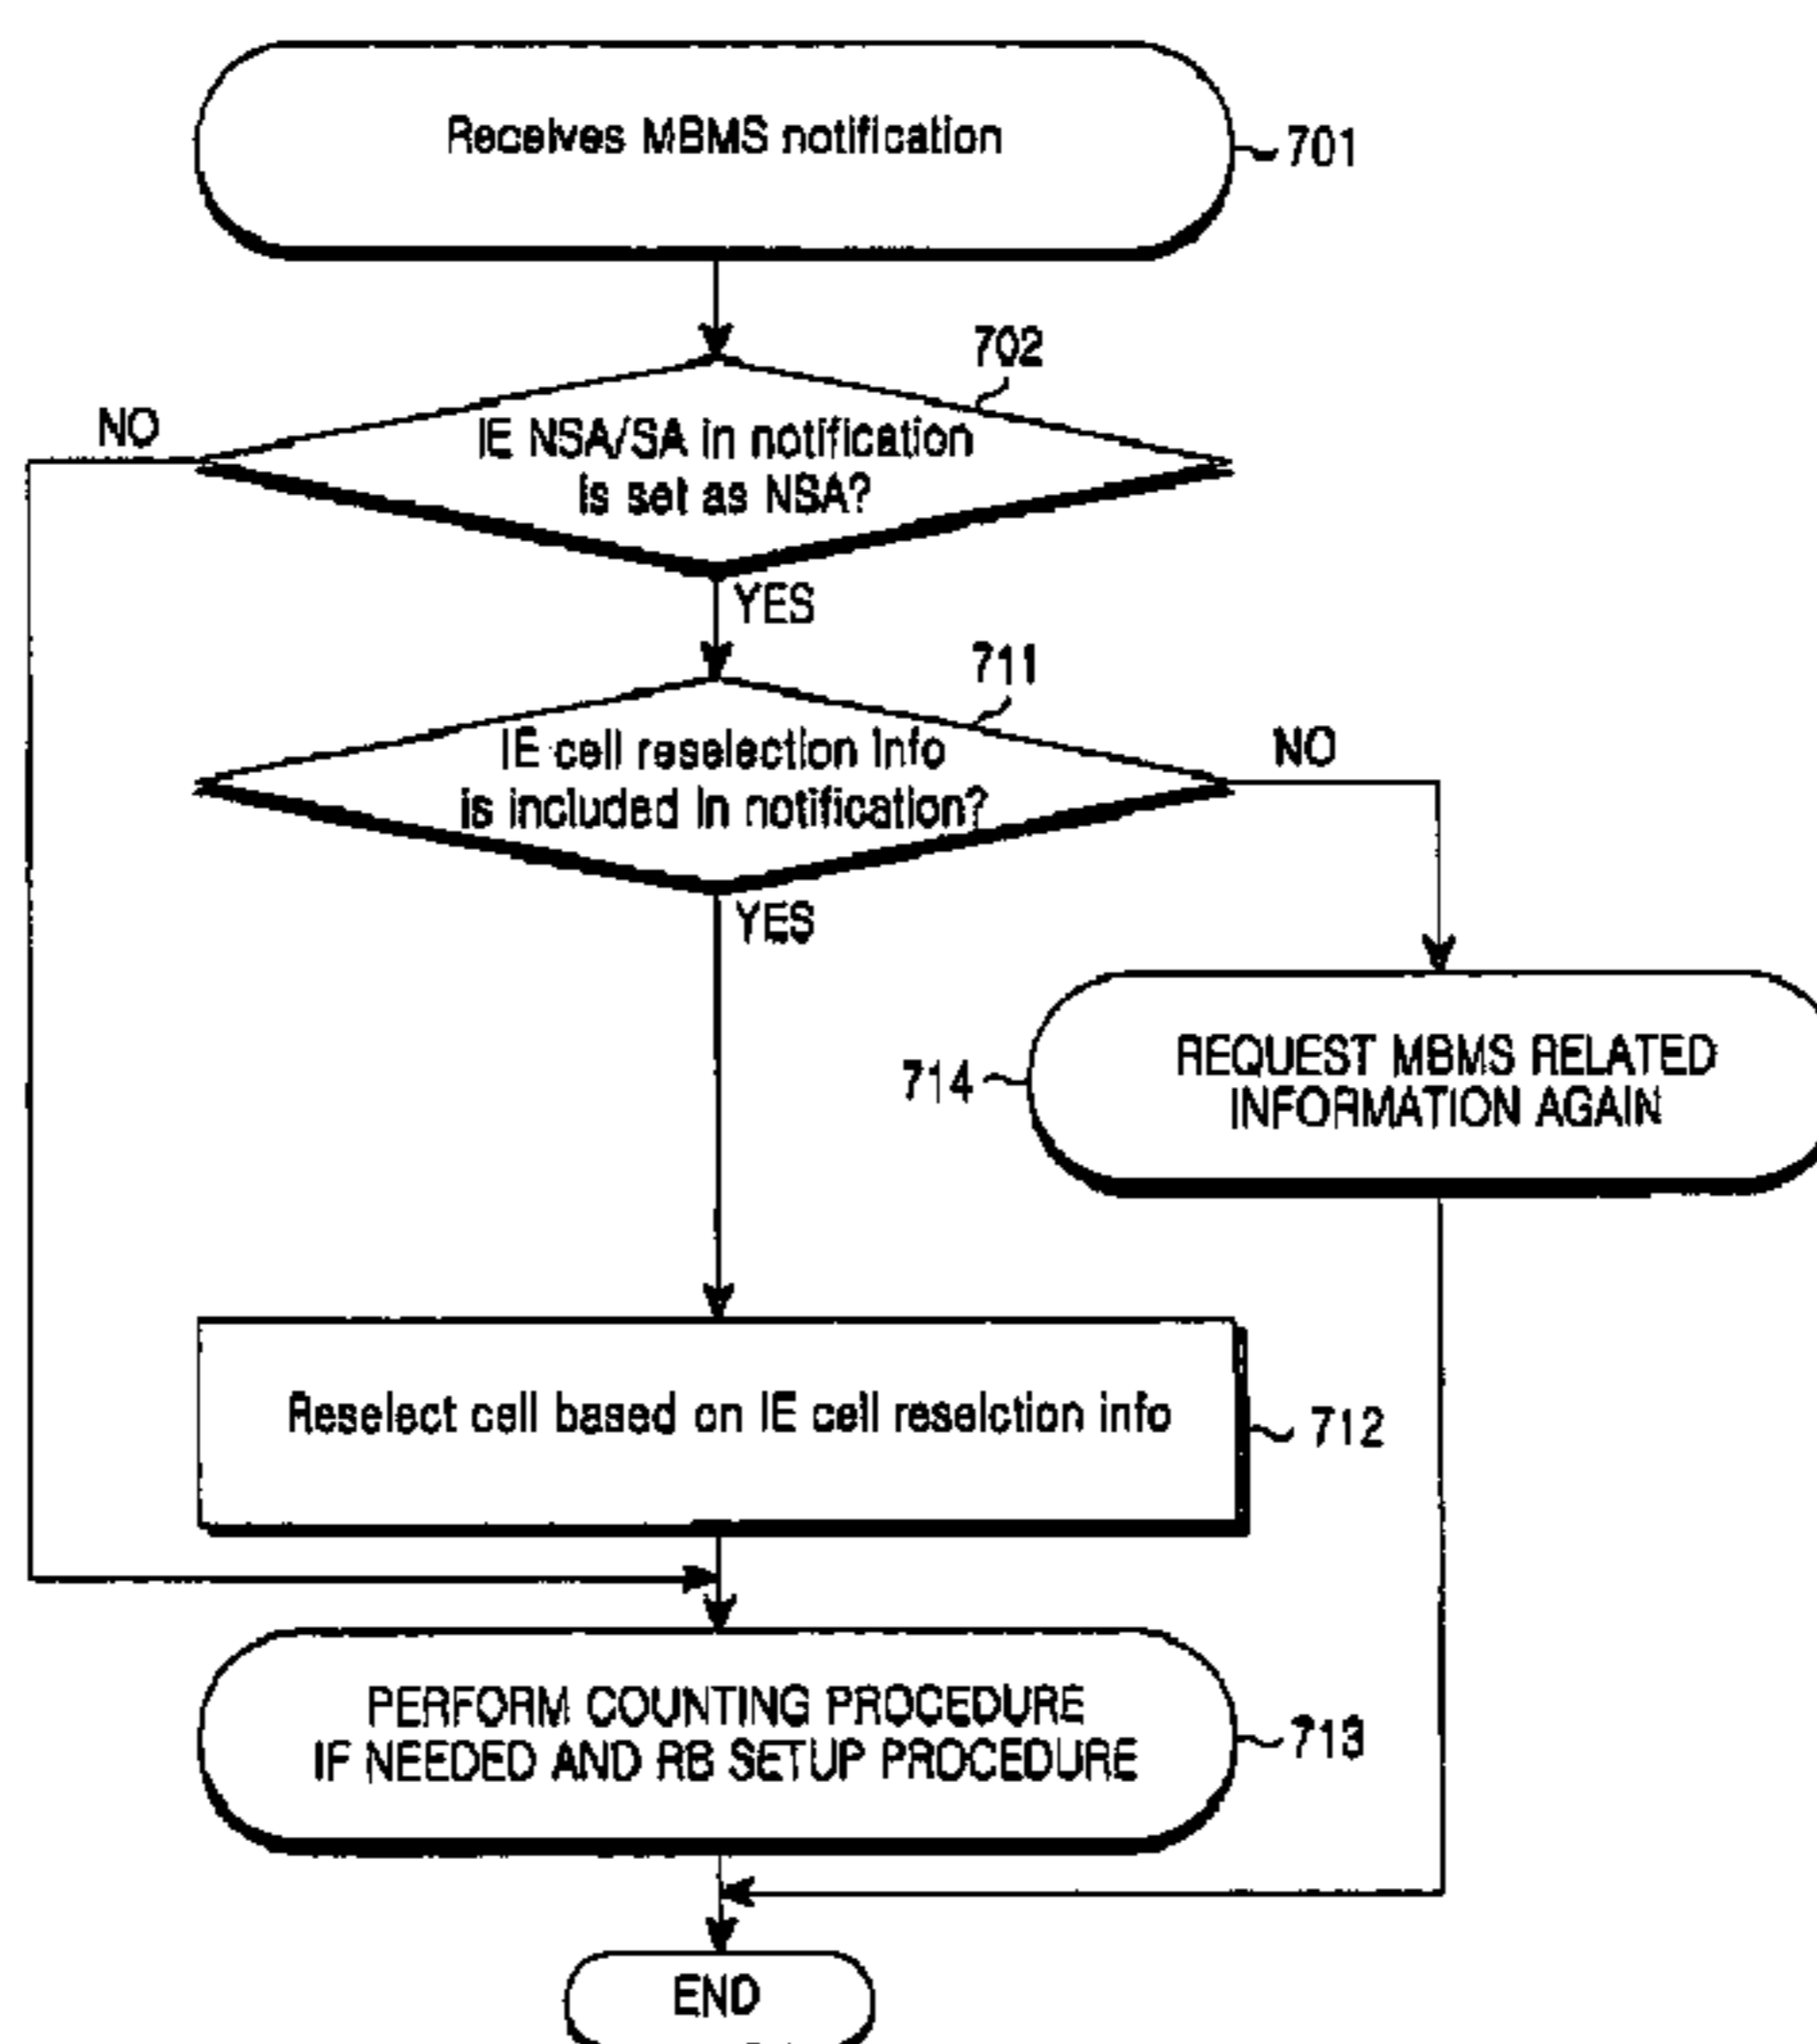 Receives MBMS notification
701
702
NO
IE NSA/SA in notification
is set as NSA?
YES
711
IE cell reselection info
is included in notification?
NO
YES
714
REQUEST MBMS RELATED
INFORMATION AGAIN
Reselect cell based on IE cell reselction info
712
PERFORM COUNTING PROCEDURE
IF NEEDED AND RB SETUP PROCEDURE
713
END